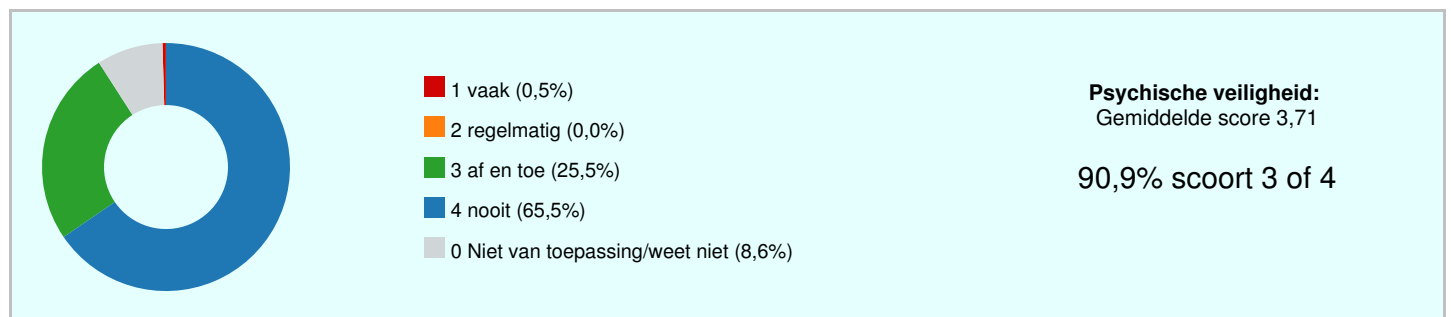 1 vaak (0,5%)
2 regelmatig (0,0%)
3 af en toe (25,5%)
4 nooit (65,5%)
0 Niet van toepassing/weet niet (8,6%)
Psychische veiligheid:
Gemiddelde score 3,71
90,9% scoort 3 of 4